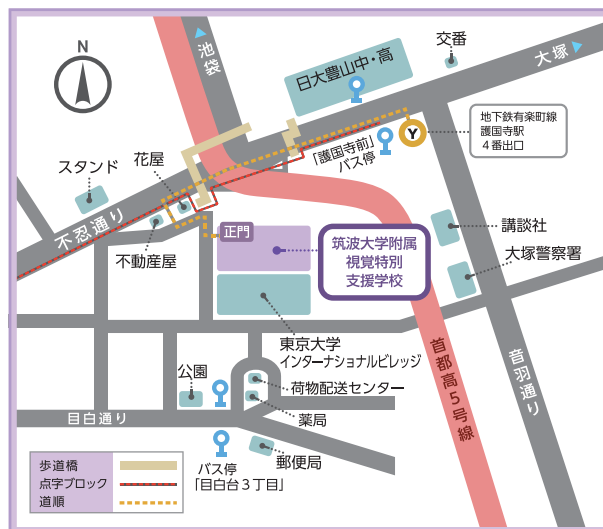 N
池袋
日大豊山中・高
交番
大塚
地下鉄有楽町線
護国寺駅
4番出口
Y
「護国寺前」
バス停
スタンド
花屋
不忍通り
不動産屋
正門
筑波大学附属
視覚特別
支援学校
講談社
大塚警察署
東京大学
インターナショナルビレッジ
首都高5号線
音羽通り
公園
荷物配送センター
薬局
目白通り
郵便局
バス停
「目白台3丁目」
歩道橋
点字ブロック
道順